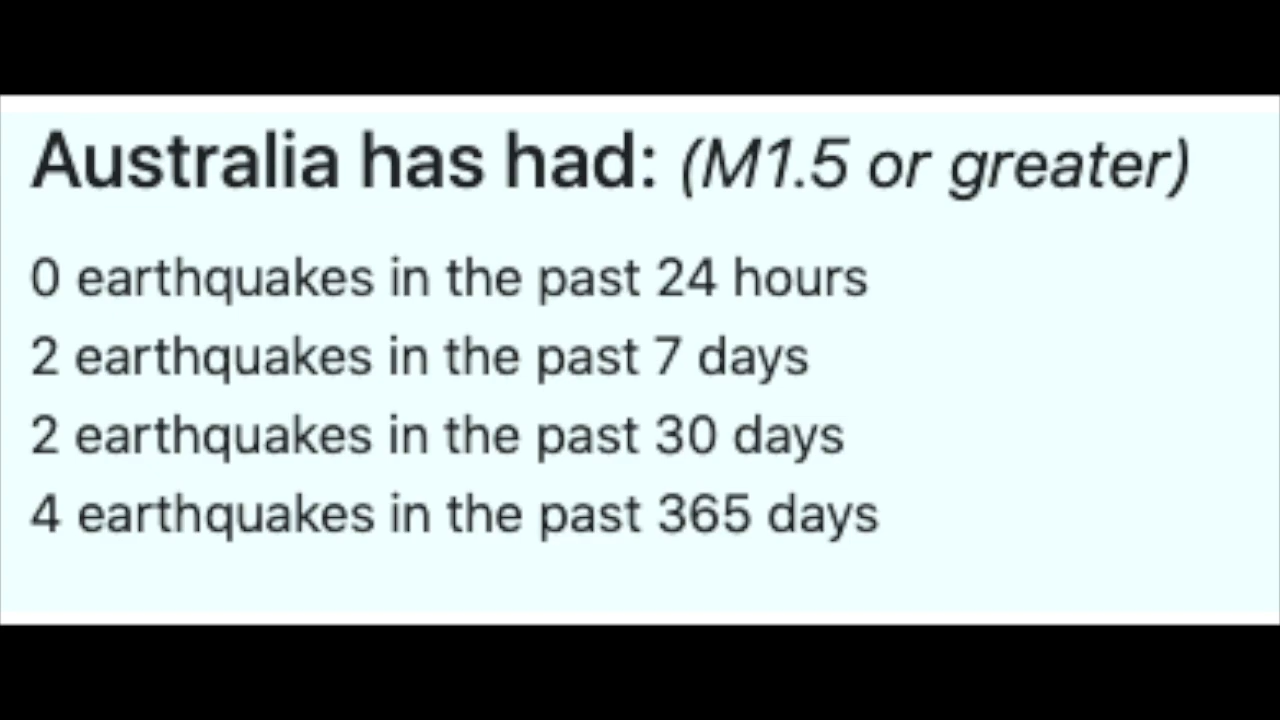 Australia has had: (M1.5 or greater)
0 earthquakes in the past 24 hours
2 earthquakes in the past 7 days
2 earthquakes in the past 30 days
4 earthquakes in the past 365 days